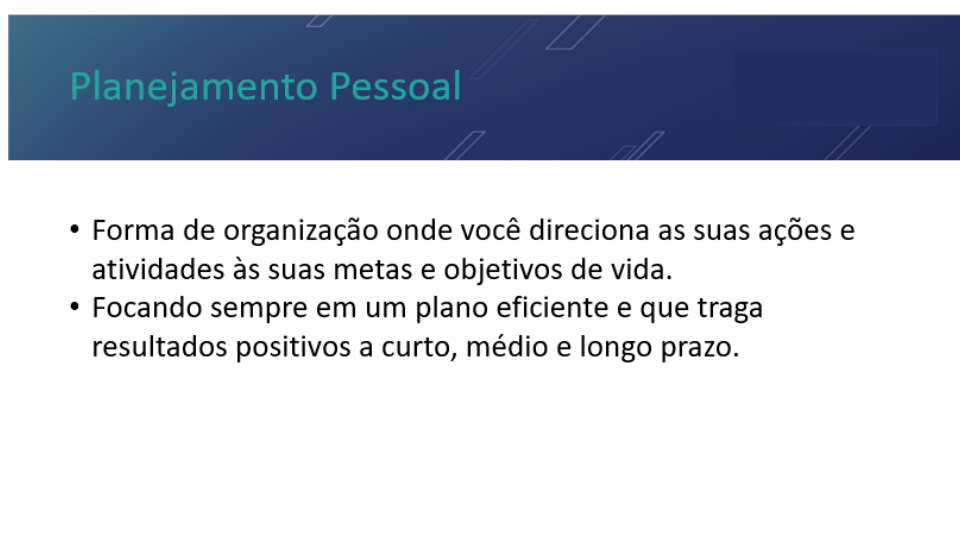 Planejamento Pessoal
• Forma de organização onde você direciona as suas ações e
atividades às suas metas e objetivos de vida.
• Focando sempre em um plano eficiente e que traga
resultados positivos a curto, médio e longo prazo.